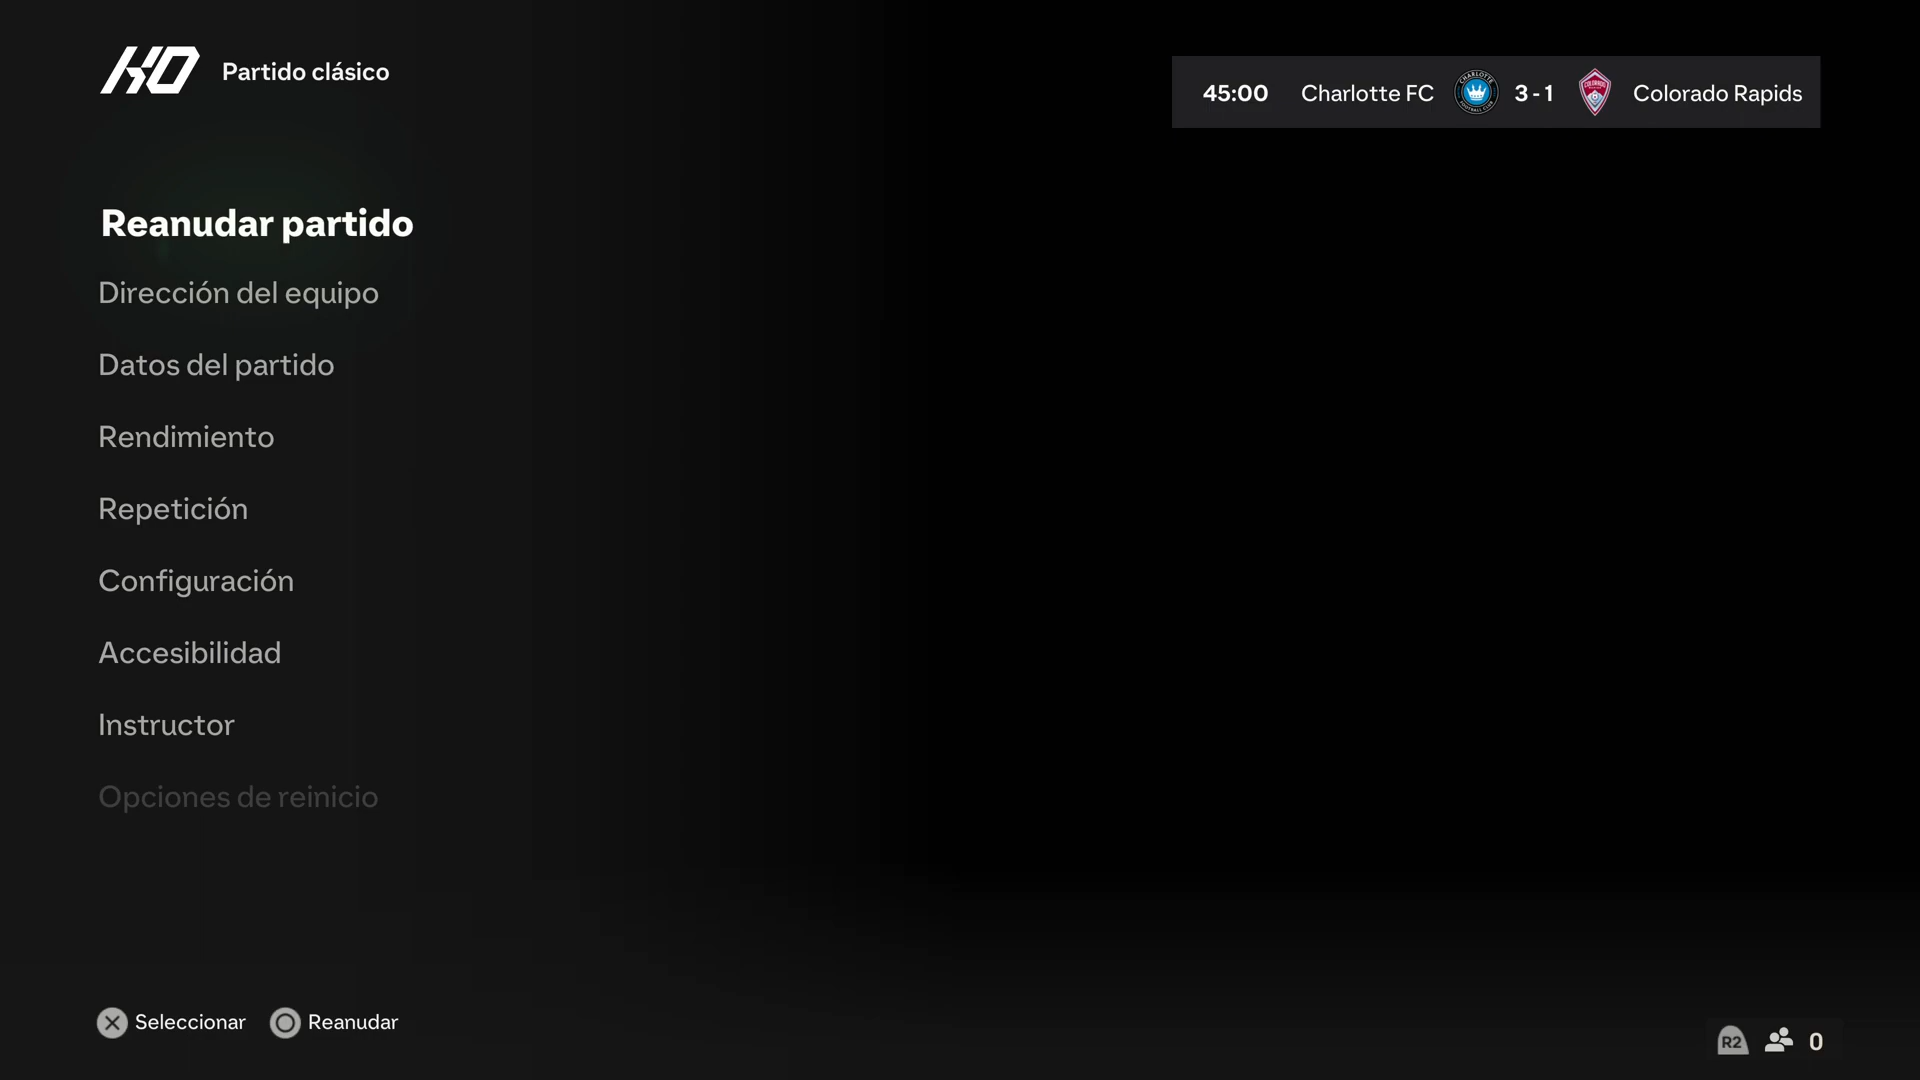 KO Partido clásico
45:00 Charlotte FC 3 - 1 Colorado Rapids
Reanudar partido
Dirección del equipo
Datos del partido
Rendimiento
Repetición
Configuración
Accesibilidad
Instructor
Opciones de reinicio
Seleccionar Reanudar
R2 0